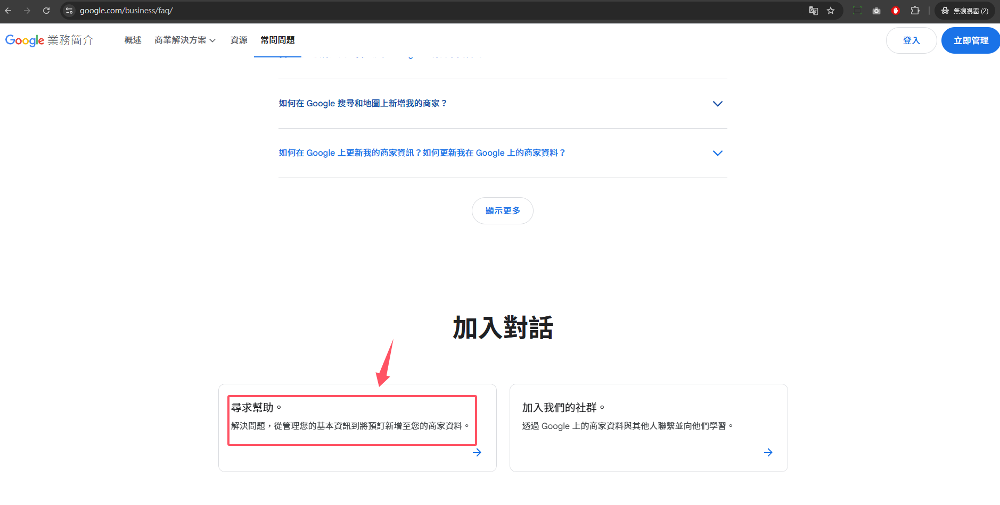 google.com/business/faq/
無痕視窗 (2)
Google 業務簡介
概述
商業解決方案
資源
常問問題
登入
立即管理
如何在 Google 搜尋和地圖上新增我的商家？
如何在 Google 上更新我的商家資訊？如何更新我在 Google 上的商家資料？
顯示更多
加入對話
尋求幫助。
解決問題，從管理您的基本資訊到將預訂新增至您的商家資料。
加入我們的社群。
透過 Google 上的商家資料與其他人聯繫並向他們學習。